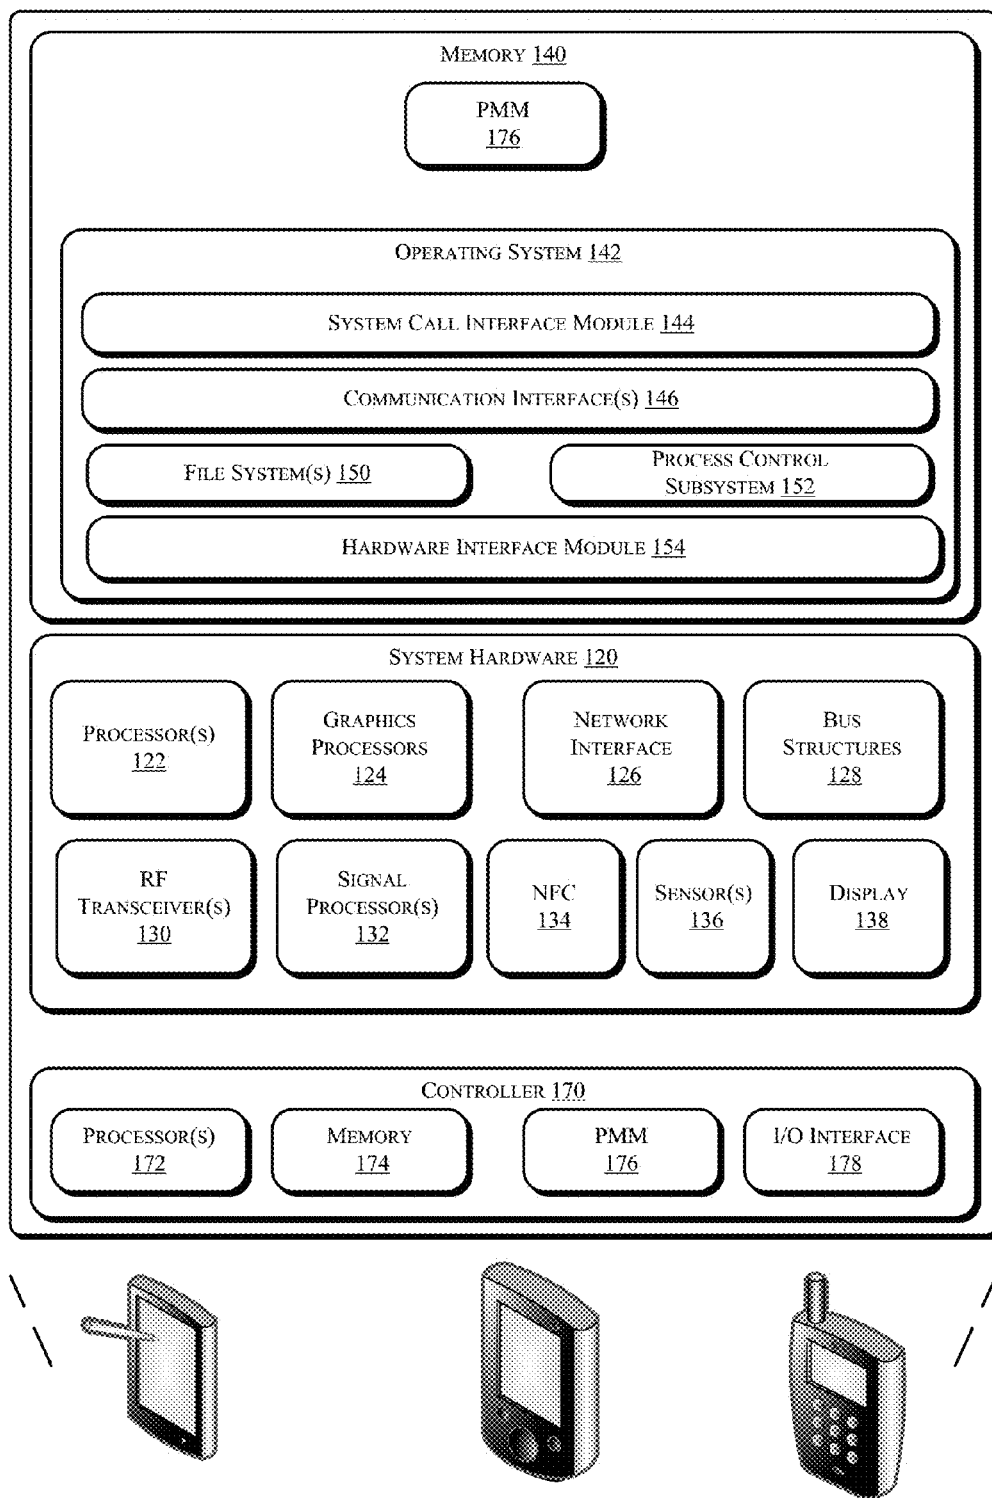 MEMORY 140
PMM
176
OPERATING SYSTEM 142
SYSTEM CALL INTERFACE MODULE 144
COMMUNICATION INTERFACE(S) 146
FILE SYSTEM(S) 150
PROCESS CONTROL
SUBSYSTEM 152
HARDWARE INTERFACE MODULE 154
SYSTEM HARDWARE 120
PROCESSOR(S)
122
GRAPHICS
PROCESSORS
124
NETWORK
INTERFACE
126
BUS
STRUCTURES
128
RF
TRANSCEIVER(S)
130
SIGNAL
PROCESSOR(S)
132
NFC
134
SENSOR(S)
136
DISPLAY
138
CONTROLLER 170
PROCESSOR(S)
172
MEMORY
174
PMM
176
I/O INTERFACE
178